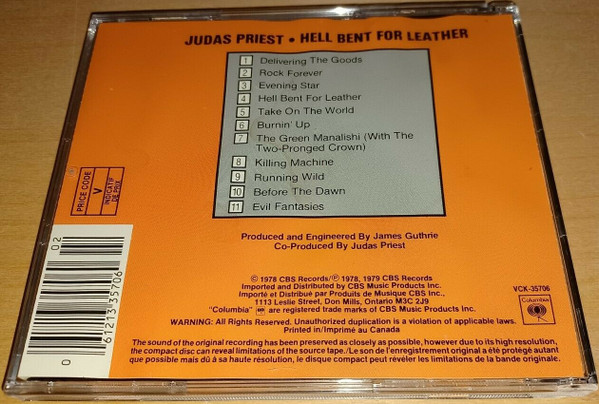 JUDAS PRIEST • HELL BENT FOR LEATHER
1 Delivering The Goods
2 Rock Forever
3 Evening Star
4 Hell Bent For Leather
5 Take On The World
6 Burnin' Up
7 The Green Manalishi (With The
Two-Pronged Crown)
8 Killing Machine
9 Running Wild
10 Before The Dawn
11 Evil Fantasies
PRICE CODE
V
INDICATIF
DE PRIX
Produced and Engineered By James Guthrie
Co-Produced By Judas Priest
© 1978 CBS Records/℗ 1978, 1979 CBS Records
Imported and Distributed by CBS Music Products Inc.
Importé et Distribué par Produits de Musique CBS Inc.,
1113 Leslie Street, Don Mills, Ontario M3C 2J9
"Columbia" are registered trade marks of CBS Music Products Inc.
WARNING: All Rights Reserved. Unauthorized duplication is a violation of applicable laws.
Printed in/Imprimé au Canada
The sound of the original recording has been preserved as closely as possible, however due to its high resolution,
the compact disc can reveal limitations of the source tape./Le son de l'enregistrement original a été protégé autant
que possible mais dû à sa haute résolution, le disque compact peut révéler les limitations de la bande originale.
VCK-35706
Columbia
02
61213-35706
0